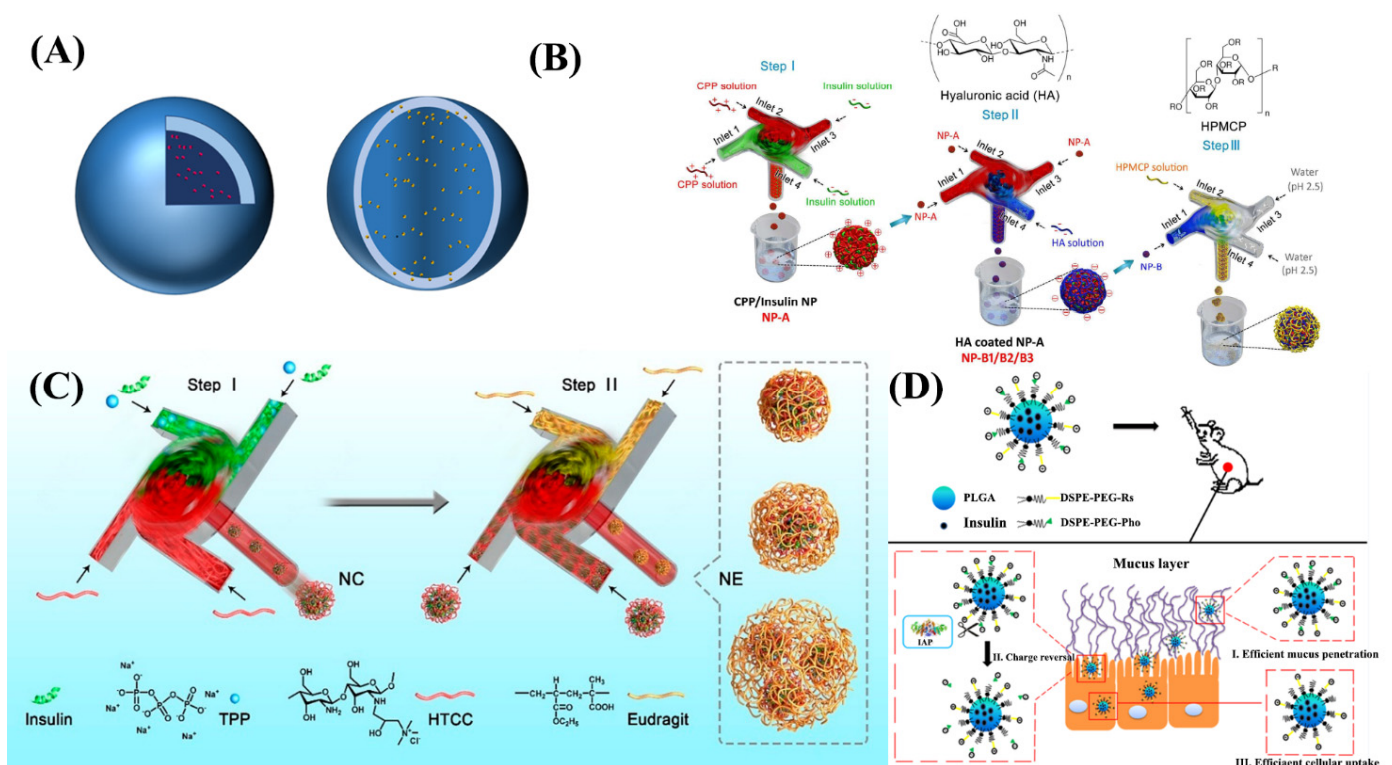 (A)
(B)
Step I
CPP solution
Inlet 2
Insulin solution
Inlet 1
Inlet 3
Inlet 4
CPP solution
Insulin solution
CPP/Insulin NP
NP-A
n
Hyaluronic acid (HA)
Step II
NP-A
Inlet 2
NP-A
Inlet 1
Inlet 3
Inlet 4
NP-A
HA solution
HA coated NP-A
NP-B1/B2/B3
n
HPMCP
Step III
HPMCP solution
Inlet 2
Water
(pH 2.5)
Inlet 1
Inlet 3
Inlet 4
NP-B
Water
(pH 2.5)
(C)
Step I
Step II
NC
NE
Insulin
TPP
HTCC
Eudragit
(D)
PLGA
DSPE-PEG-Rs
Insulin
DSPE-PEG-Pho
Mucus layer
IAP
II. Charge reversal
I. Efficient mucus penetration
III. Efficiaent cellular uptake